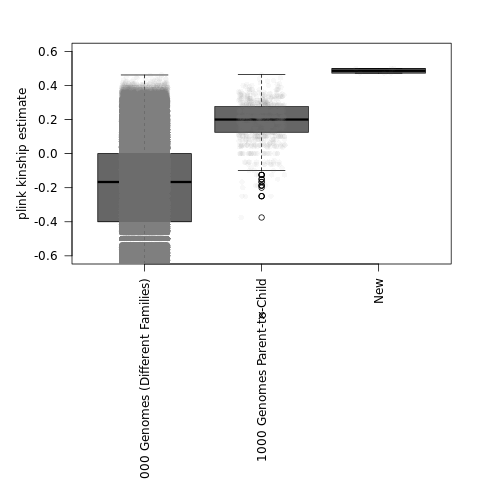 plink kinship estimate
0.6
0.4
0.2
0.0
-0.2
-0.4
-0.6
000 Genomes (Different Families)
1000 Genomes Parent-to-Child
New